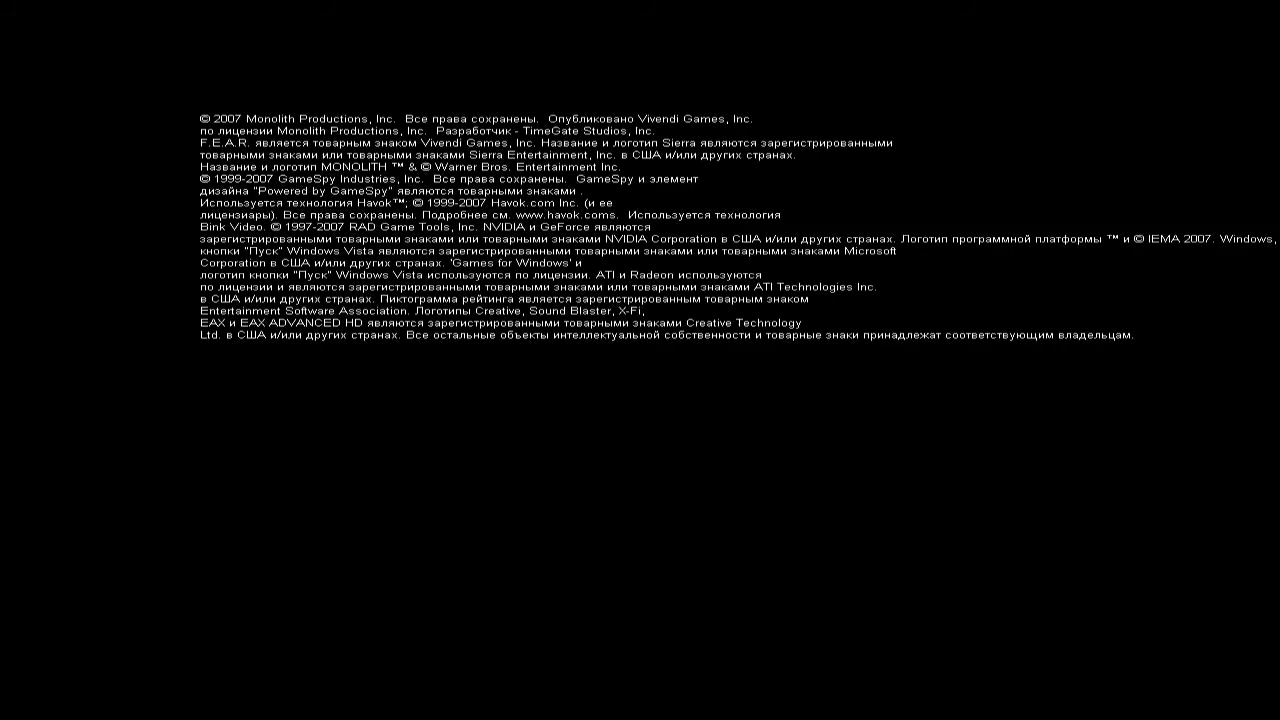 © 2007 Monolith Productions, Inc.  Все права сохранены.  Опубликовано Vivendi Games, Inc.
по лицензии Monolith Productions, Inc.  Разработчик - TimeGate Studios, Inc.
F.E.A.R. является товарным знаком Vivendi Games, Inc. Название и логотип Sierra являются зарегистрированными
товарными знаками или товарными знаками Sierra Entertainment, Inc. в США и/или других странах.
Название и логотип MONOLITH ™ & © Warner Bros. Entertainment Inc.
© 1999-2007 GameSpy Industries, Inc.  Все права сохранены.  GameSpy и элемент
дизайна "Powered by GameSpy" являются товарными знаками .
Используется технология Havok™; © 1999-2007 Havok.com Inc. (и ее
лицензиары). Все права сохранены. Подробнее см. www.havok.coms.  Используется технология
Bink Video. © 1997-2007 RAD Game Tools, Inc. NVIDIA и GeForce являются
зарегистрированными товарными знаками или товарными знаками NVIDIA Corporation в США и/или других странах. Логотип программной платформы ™ и © IEMA 2007. Windows,
кнопки "Пуск" Windows Vista являются зарегистрированными товарными знаками или товарными знаками Microsoft
Corporation в США и/или других странах. 'Games for Windows' и
логотип кнопки "Пуск" Windows Vista используются по лицензии. ATI и Radeon используются
по лицензии и являются зарегистрированными товарными знаками или товарными знаками ATI Technologies Inc.
в США и/или других странах. Пиктограмма рейтинга является зарегистрированным товарным знаком
Entertainment Software Association. Логотипы Creative, Sound Blaster, X-Fi,
EAX и EAX ADVANCED HD являются зарегистрированными товарными знаками Creative Technology
Ltd. в США и/или других странах. Все остальные объекты интеллектуальной собственности и товарные знаки принадлежат соответствующим владельцам.